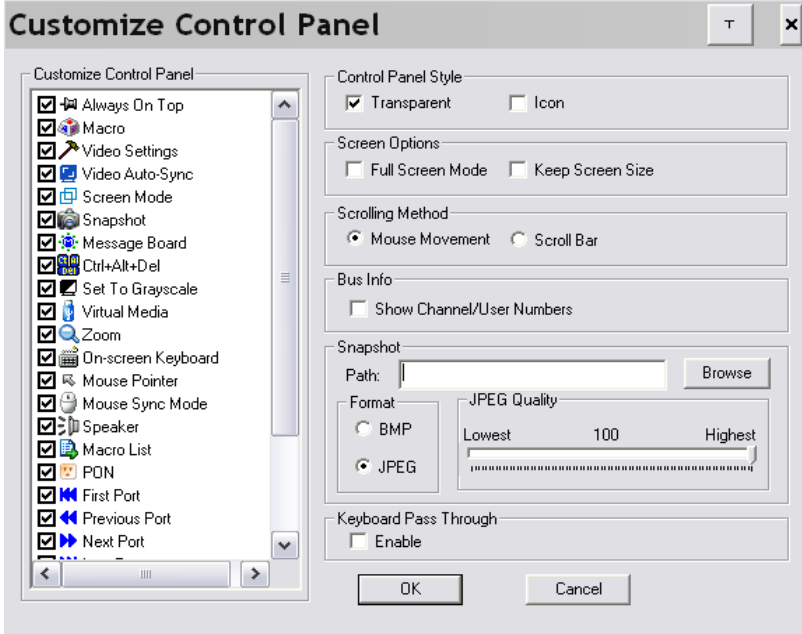 Customize Control Panel
T
Customize Control Panel
Always On Top
Macro
Video Settings
Video Auto-Sync
Screen Mode
Snapshot
Message Board
Ctrl+Alt+Del
Set To Grayscale
Virtual Media
Zoom
On-screen Keyboard
Mouse Pointer
Mouse Sync Mode
Speaker
Macro List
PON
First Port
Previous Port
Next Port
Control Panel Style
Transparent Icon
Screen Options
Full Screen Mode Keep Screen Size
Scrolling Method
Mouse Movement Scroll Bar
Bus Info
Show Channel/User Numbers
Snapshot
Path: Browse
Format
BMP
JPEG
JPEG Quality
Lowest 100 Highest
Keyboard Pass Through
Enable
OK Cancel